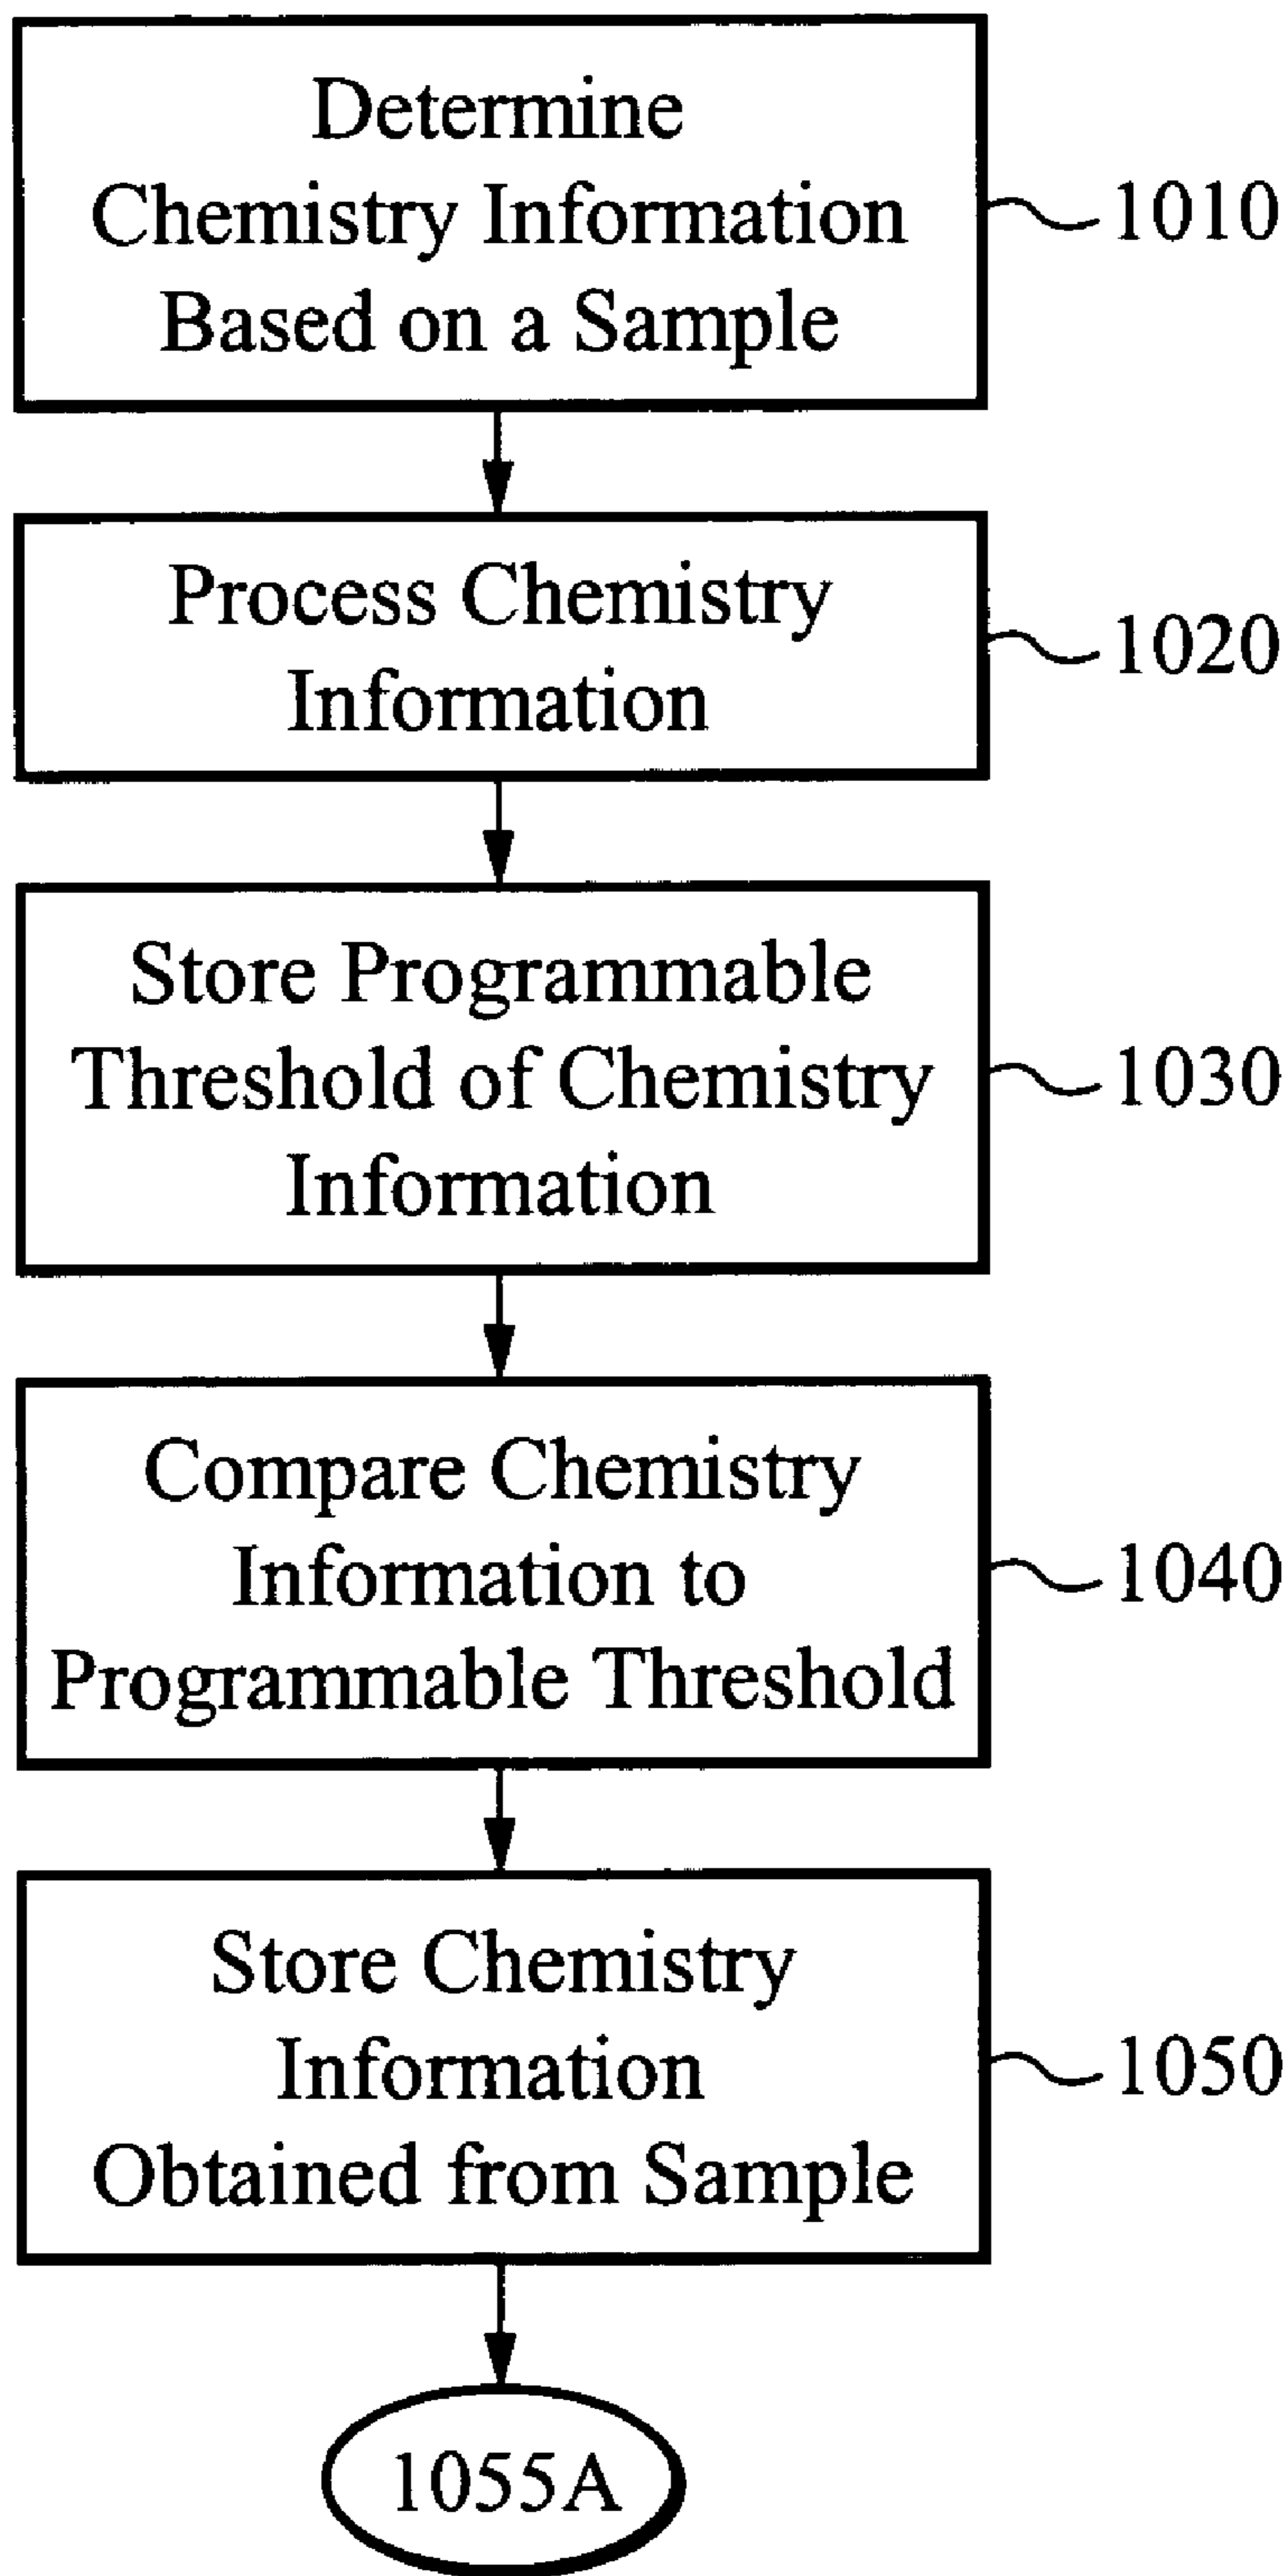 Determine
Chemistry Information
Based on a Sample
1010
Process Chemistry
Information
1020
Store Programmable
Threshold of Chemistry
Information
1030
Compare Chemistry
Information to
Programmable Threshold
1040
Store Chemistry
Information
Obtained from Sample
1050
1055A